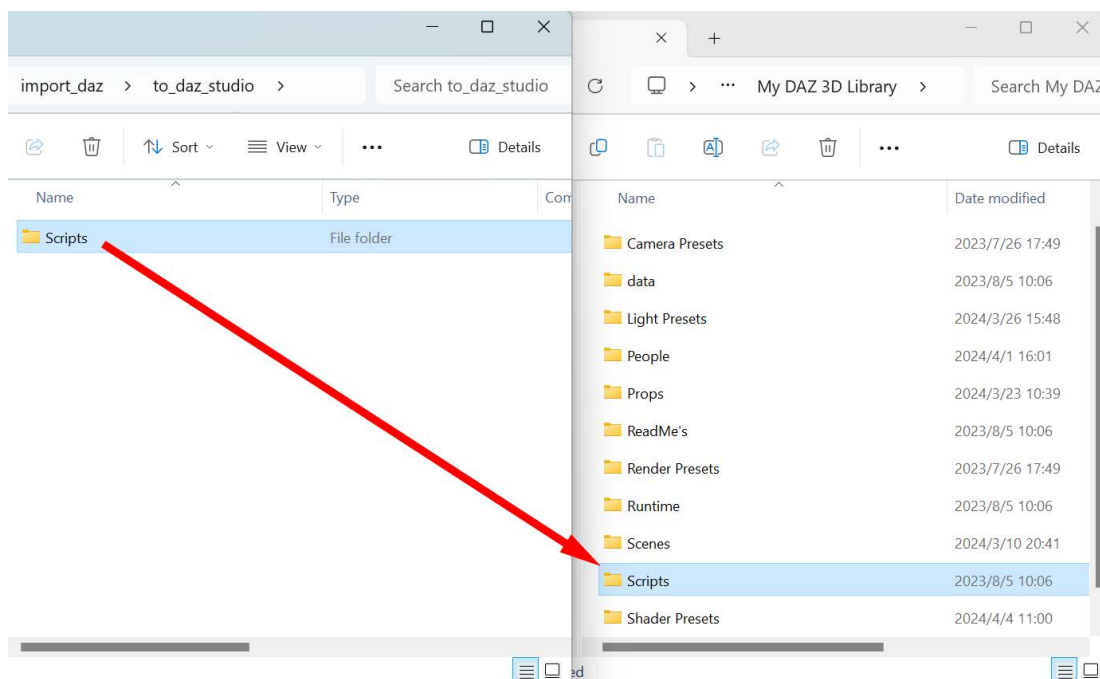 import_daz > to_daz_studio >
Search to_daz_studio
Sort
View
Details
Name
Type
Scripts
File folder
My DAZ 3D Library >
Search My DAZ
Details
Name
Date modified
Camera Presets
2023/7/26 17:49
data
2023/8/5 10:06
Light Presets
2024/3/26 15:48
People
2024/4/1 16:01
Props
2024/3/23 10:39
ReadMe's
2023/8/5 10:06
Render Presets
2023/7/26 17:49
Runtime
2023/8/5 10:06
Scenes
2024/3/10 20:41
Scripts
2023/8/5 10:06
Shader Presets
2024/4/4 11:00